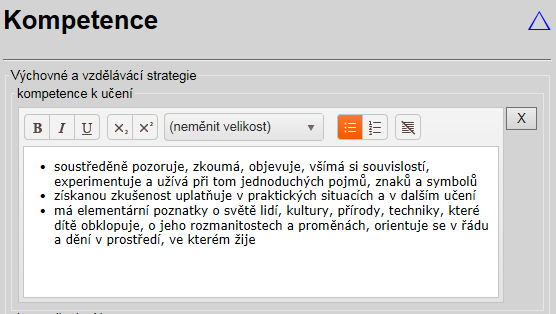 Kompetence
Výchovné a vzdělávácí strategie
kompetence k učení
B I U X₂ X² (neměnit velikost)
X
• soustředěně pozoruje, zkoumá, objevuje, všímá si souvislostí,
experimentuje a užívá při tom jednoduchých pojmů, znaků a symbolů
• získanou zkušenost uplatňuje v praktických situacích a v dalším učení
• má elementární poznatky o světě lidí, kultury, přírody, techniky, které
dítě obklopuje, o jeho rozmanitostech a proměnách, orientuje se v řádu
a dění v prostředí, ve kterém žije